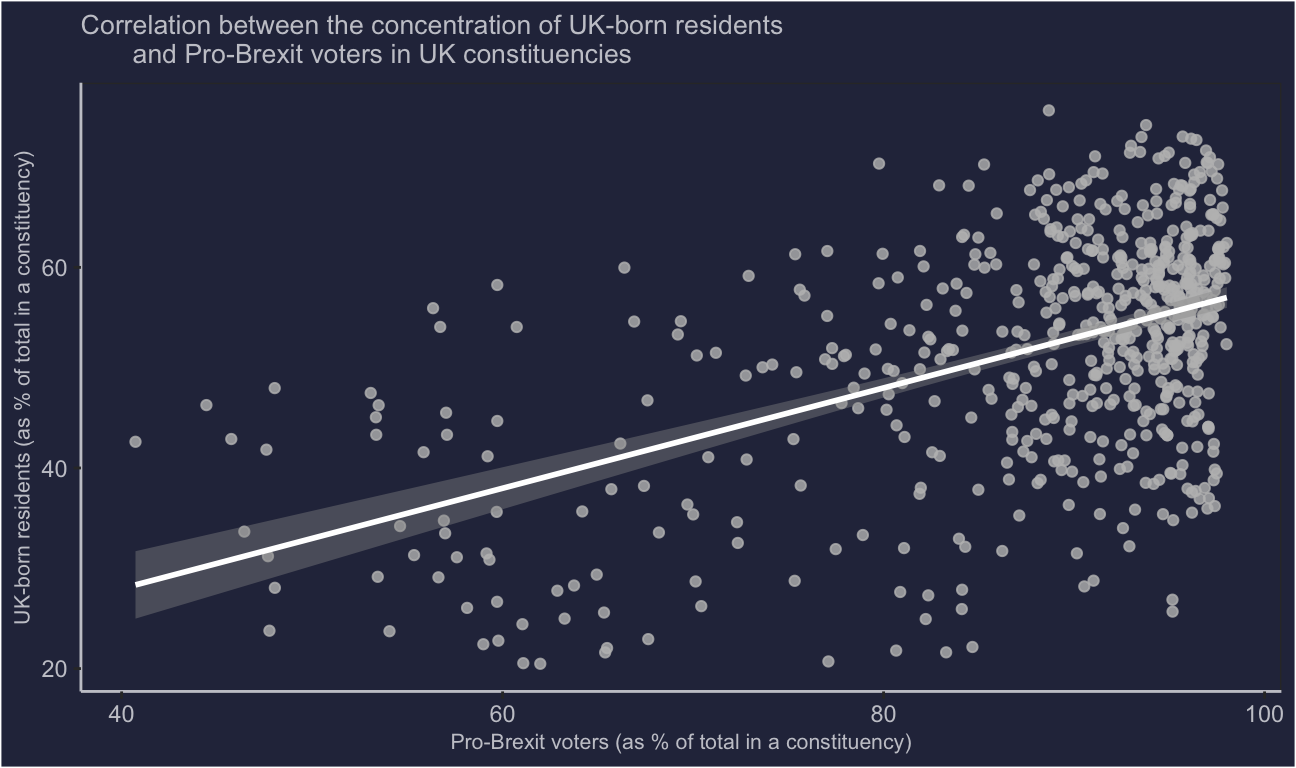 Correlation between the concentration of UK-born residents
and Pro-Brexit voters in UK constituencies
UK-born residents (as % of total in a constituency)
60
40
20
40 60 80 100
Pro-Brexit voters (as % of total in a constituency)